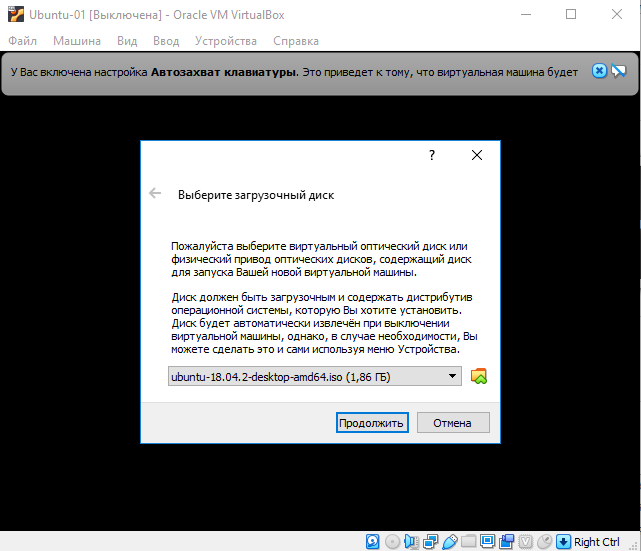 Ubuntu-01 [Выключена] - Oracle VM VirtualBox
Файл Машина Вид Ввод Устройства Справка
У Вас включена настройка Автозахват клавиатуры. Это приведет к тому, что виртуальная машина будет
?
Выберите загрузочный диск
Пожалуйста выберите виртуальный оптический диск или
физический привод оптических дисков, содержащий диск
для запуска Вашей новой виртуальной машины.
Диск должен быть загрузочным и содержать дистрибутив
операционной системы, которую Вы хотите установить.
Диск будет автоматически извлечён при выключении
виртуальной машины, однако, в случае необходимости, Вы
можете сделать это и сами используя меню Устройства.
ubuntu-18.04.2-desktop-amd64.iso (1,86 ГБ)
Продолжить Отмена
Right Ctrl